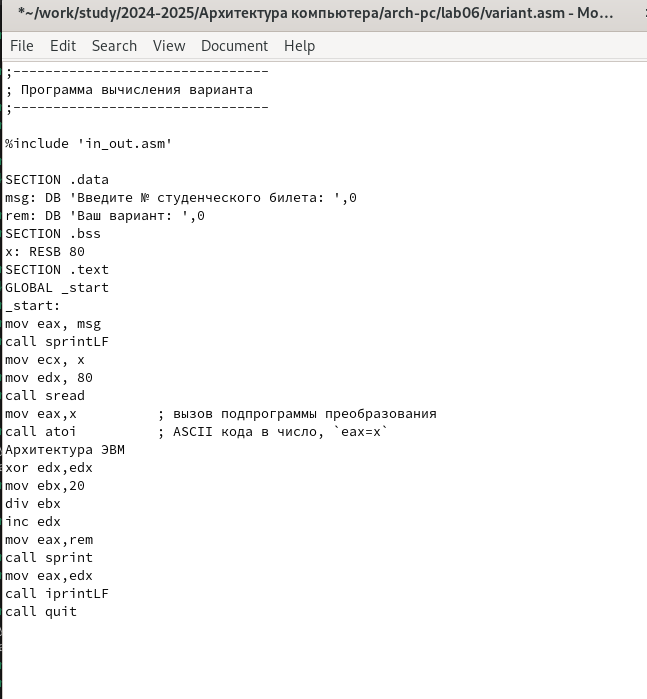 *~/work/study/2024-2025/Архитектура компьютера/arch-pc/lab06/variant.asm - Mo...
File Edit Search View Document Help
;--------------------------------
; Программа вычисления варианта
;--------------------------------
%include 'in_out.asm'
SECTION .data
msg: DB 'Введите № студенческого билета: ',0
rem: DB 'Ваш вариант: ',0
SECTION .bss
x: RESB 80
SECTION .text
GLOBAL _start
_start:
mov eax, msg
call sprintLF
mov ecx, x
mov edx, 80
call sread
mov eax,x ; вызов подпрограммы преобразования
call atoi ; ASCII кода в число, `eax=x`
Архитектура ЭВМ
xor edx,edx
mov ebx,20
div ebx
inc edx
mov eax,rem
call sprint
mov eax,edx
call iprintLF
call quit